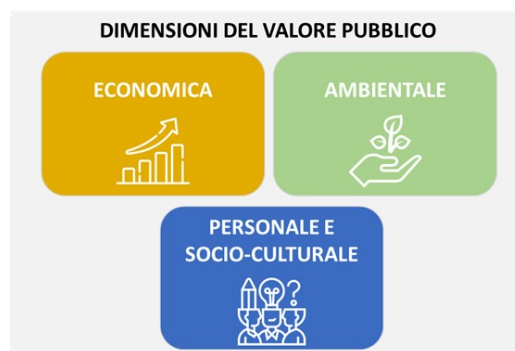 DIMENSIONI DEL VALORE PUBBLICO
ECONOMICA
AMBIENTALE
PERSONALE E
SOCIO-CULTURALE